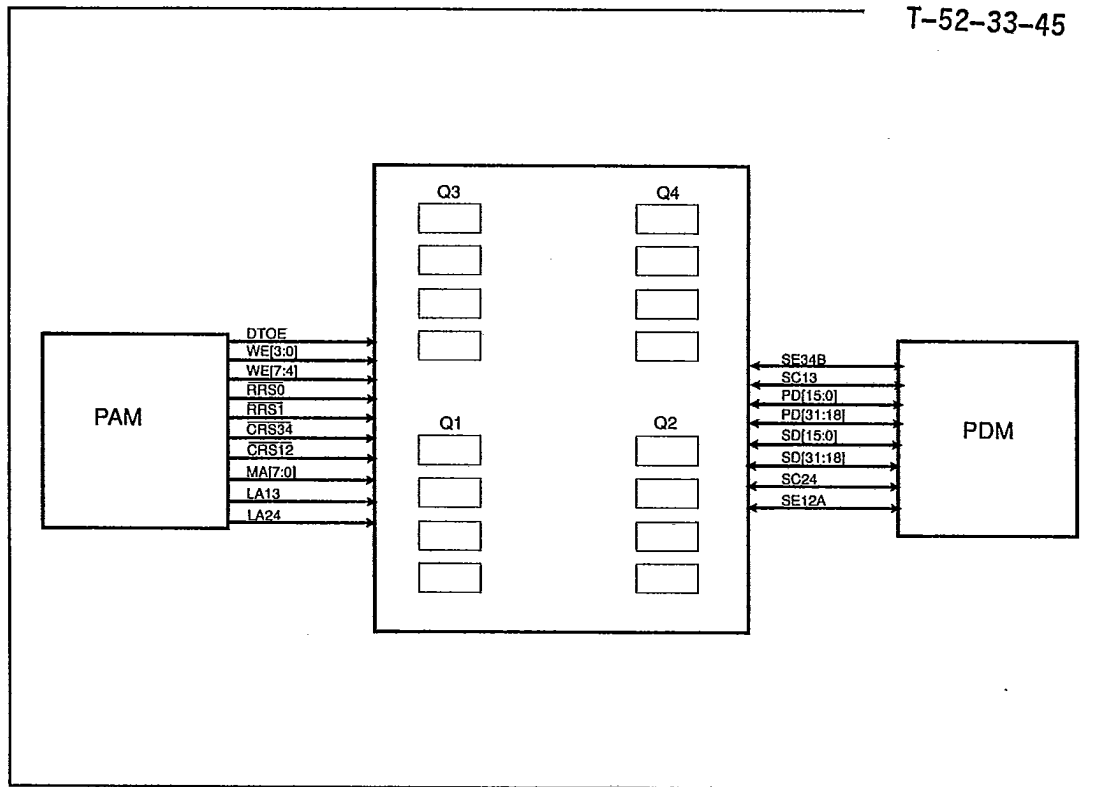 T-52-33-45
Q3
Q4
DTOE
WE[3:0]
WE[7:4]
RRS0
RRS1
CRS34
CRS12
MA[7:0]
LA13
LA24
PAM
Q1
Q2
SE34B
SC13
PD[15:0]
PD[31:18]
SD[15:0]
SD[31:18]
SC24
SE12A
PDM